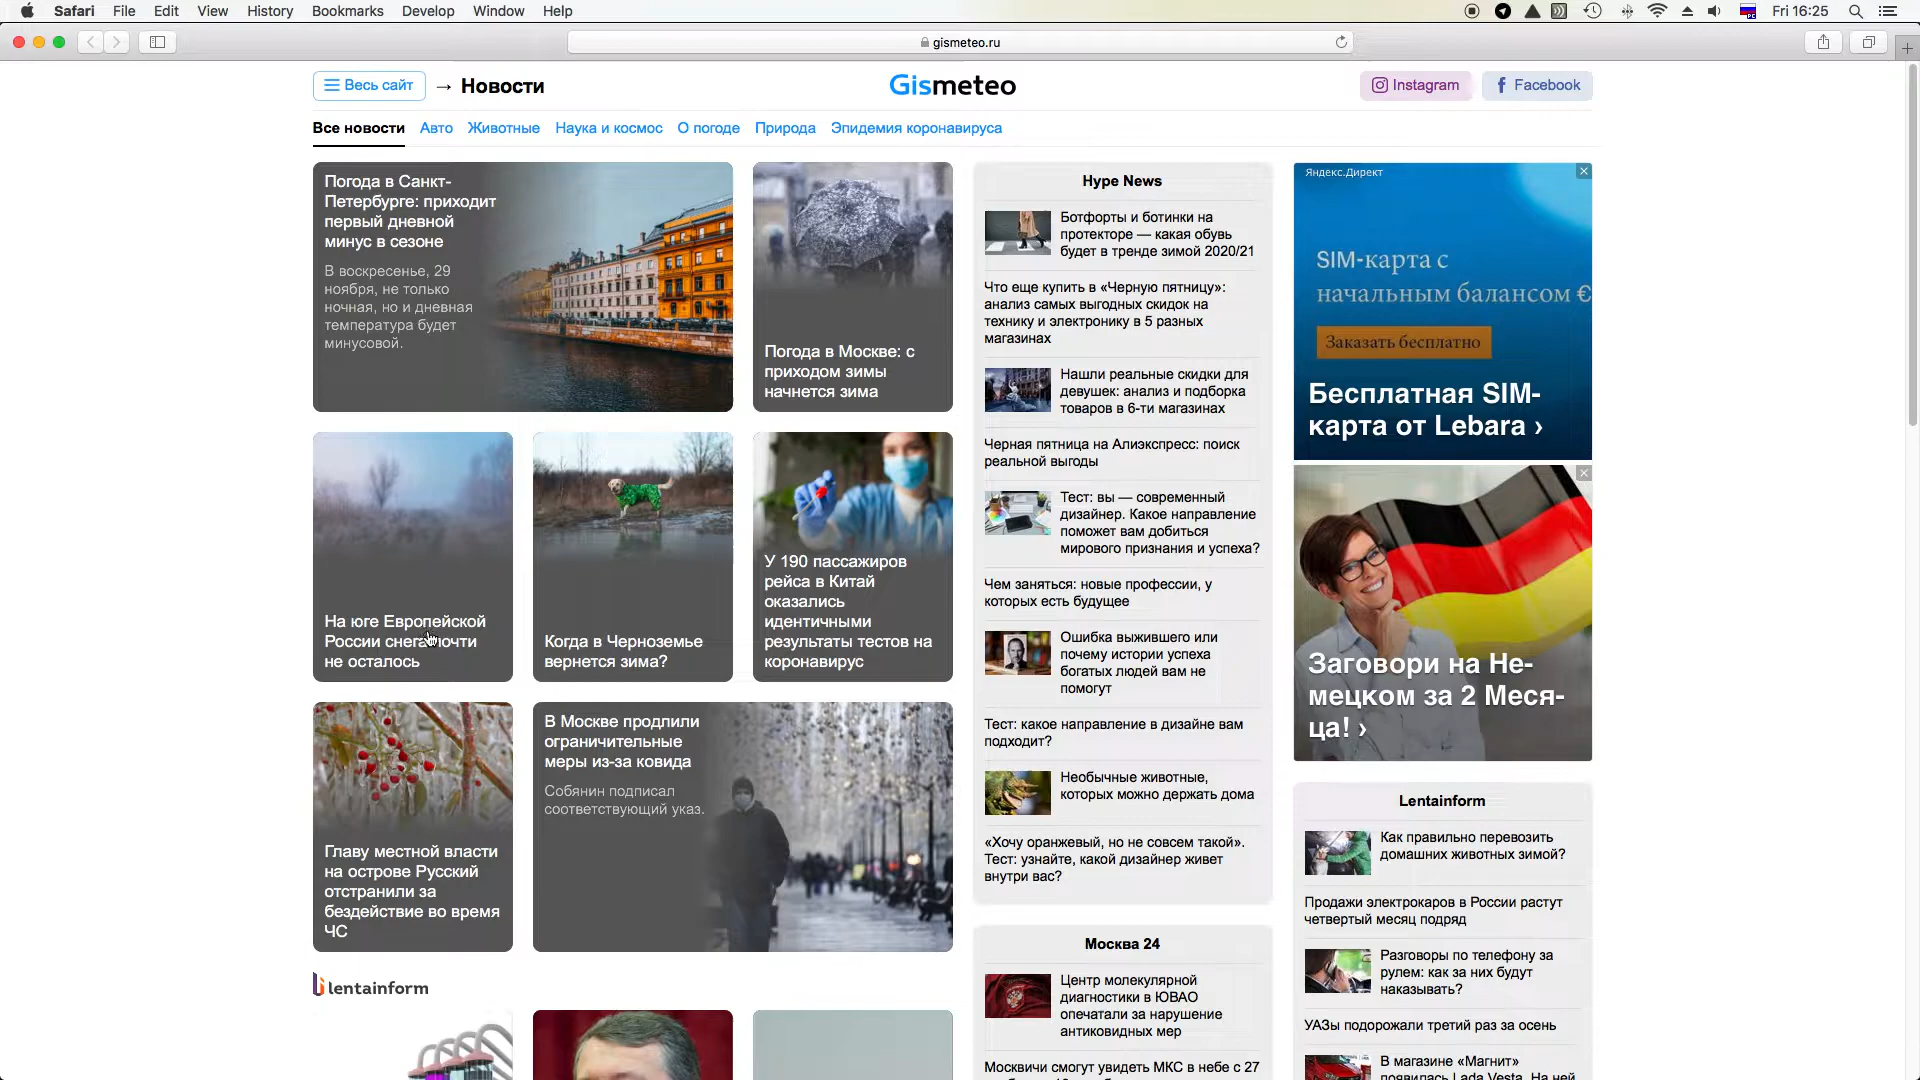 Safari File Edit View History Bookmarks Develop Window Help
Fri 16:25
gismeteo.ru
Весь сайт → Новости
Gismeteo
Instagram
Facebook
Все новости Авто Животные Наука и космос О погоде Природа Эпидемия коронавируса
Погода в Санкт-
Петербурге: приходит
первый дневной
минус в сезоне
В воскресенье, 29
ноября, не только
ночная, но и дневная
температура будет
минусовой.
Погода в Москве: с
приходом зимы
начнется зима
На юге Европейской
России снега почти
не осталось
Когда в Черноземье
вернется зима?
У 190 пассажиров
рейса в Китай
оказались
идентичными
результаты тестов на
коронавирус
Главу местной власти
на острове Русский
отстранили за
бездействие во время
ЧС
В Москве продлили
ограничительные
меры из-за ковида
Собянин подписал
соответствующий указ.
lentainform
Hype News
Ботфорты и ботинки на
протекторе — какая обувь
будет в тренде зимой 2020/21
Что еще купить в «Черную пятницу»:
анализ самых выгодных скидок на
технику и электронику в 5 разных
магазинах
Нашли реальные скидки для
девушек: анализ и подборка
товаров в 6-ти магазинах
Черная пятница на Алиэкспресс: поиск
реальной выгоды
Тест: вы — современный
дизайнер. Какое направление
поможет вам добиться
мирового признания и успеха?
Чем заняться: новые профессии, у
которых есть будущее
Ошибка выжившего или
почему истории успеха
богатых людей вам не
помогут
Тест: какое направление в дизайне вам
подходит?
Необычные животные,
которых можно держать дома
«Хочу оранжевый, но не совсем такой».
Тест: узнайте, какой дизайнер живет
внутри вас?
Москва 24
Центр молекулярной
диагностики в ЮВАО
опечатали за нарушение
антиковидных мер
Москвичи смогут увидеть МКС в небе с 27
Яндекс.Директ
SIM-карта с
начальным балансом €
Заказать бесплатно
Бесплатная SIM-
карта от Lebara ›
Заговори на Не-
мецком за 2 Меся-
ца! ›
Lentainform
Как правильно перевозить
домашних животных зимой?
Продажи электрокаров в России растут
четвертый месяц подряд
Разговоры по телефону за
рулем: как за них будут
наказывать?
УАЗы подорожали третий раз за осень
В магазине «Магнит»
появилась Lada Vesta. На ней